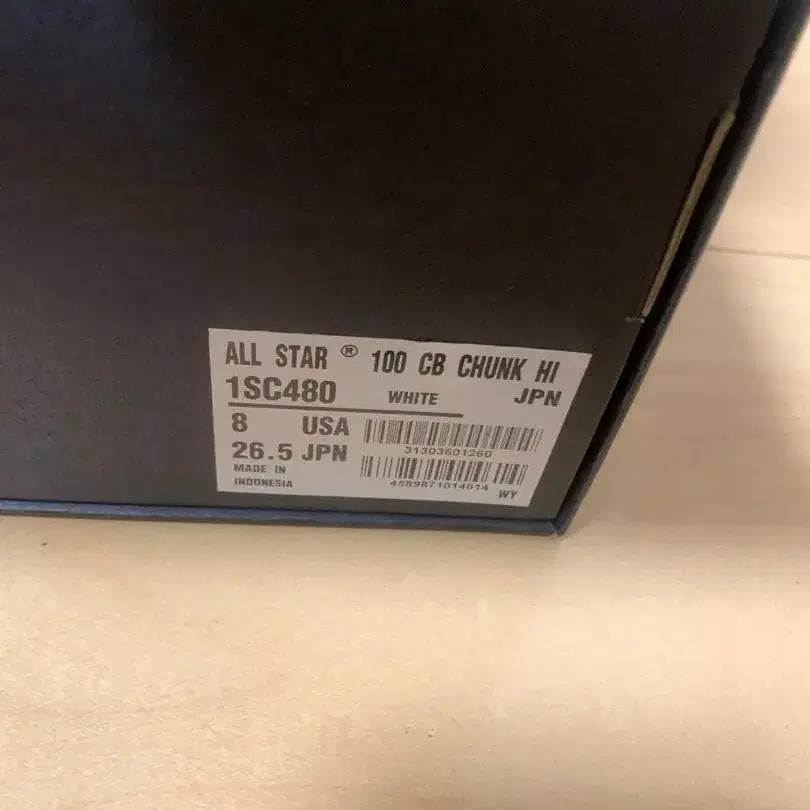 ALL STAR ® 100 CB CHUNK HI
1SC480 WHITE JPN
8 USA
31303601260
26.5 JPN
4589871014614 WY
MADE IN
INDONESIA